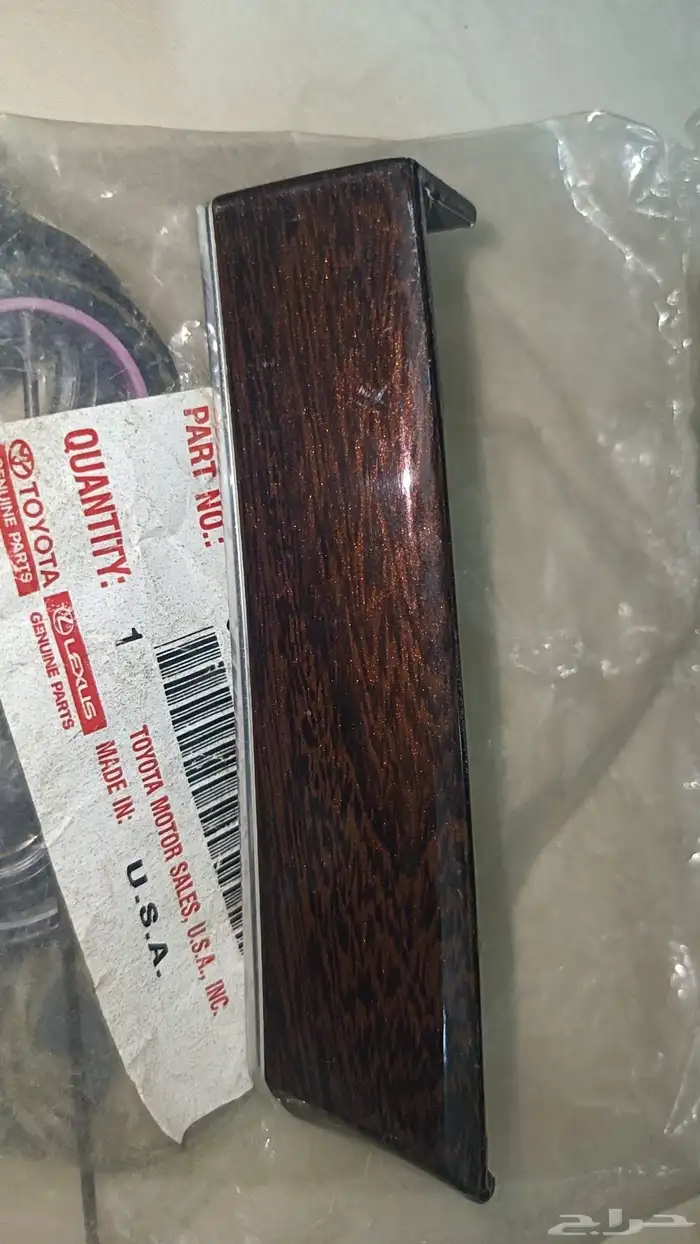 PART NO.:
QUANTITY: 1
TOYOTA MOTOR SALES, U.S.A., INC.
MADE IN: U.S.A.
TOYOTA
GENUINE PARTS
LEXUS
GENUINE PARTS
حراج